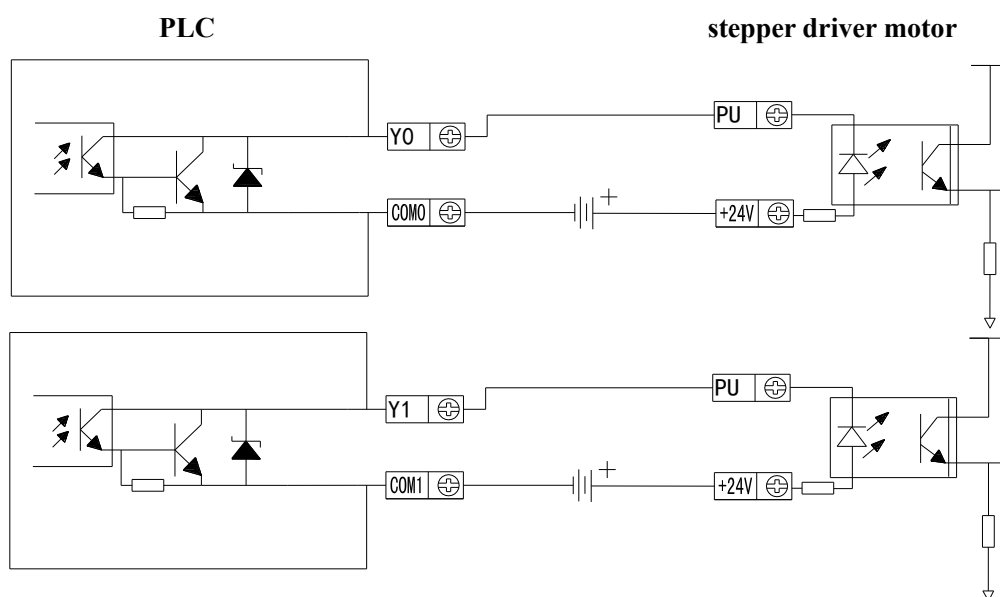 PLC stepper driver motor
Y0 PU
COM0 + +24V
Y1 PU
COM1 + +24V